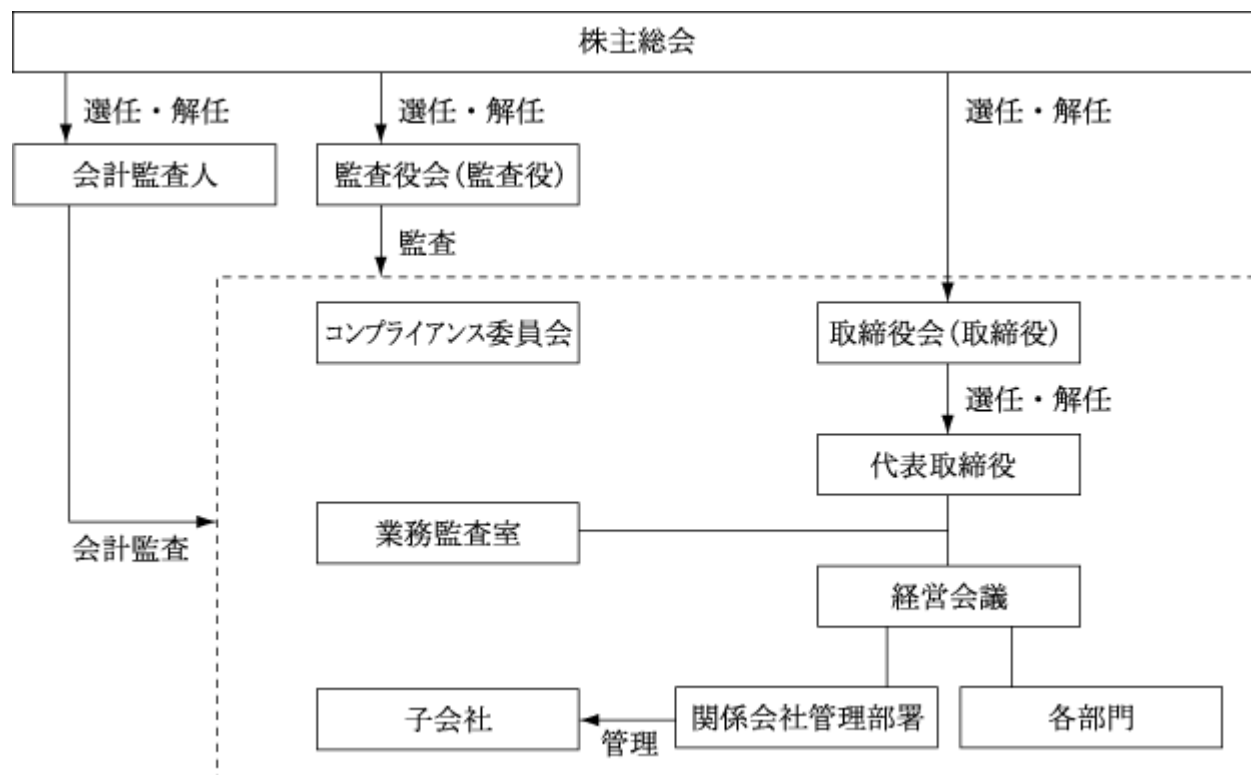 株主総会
選任・解任
選任・解任
選任・解任
会計監査人
監査役会(監査役)
監査
コンプライアンス委員会
取締役会(取締役)
選任・解任
代表取締役
業務監査室
会計監査
経営会議
子会社
関係会社管理部署
各部門
管理